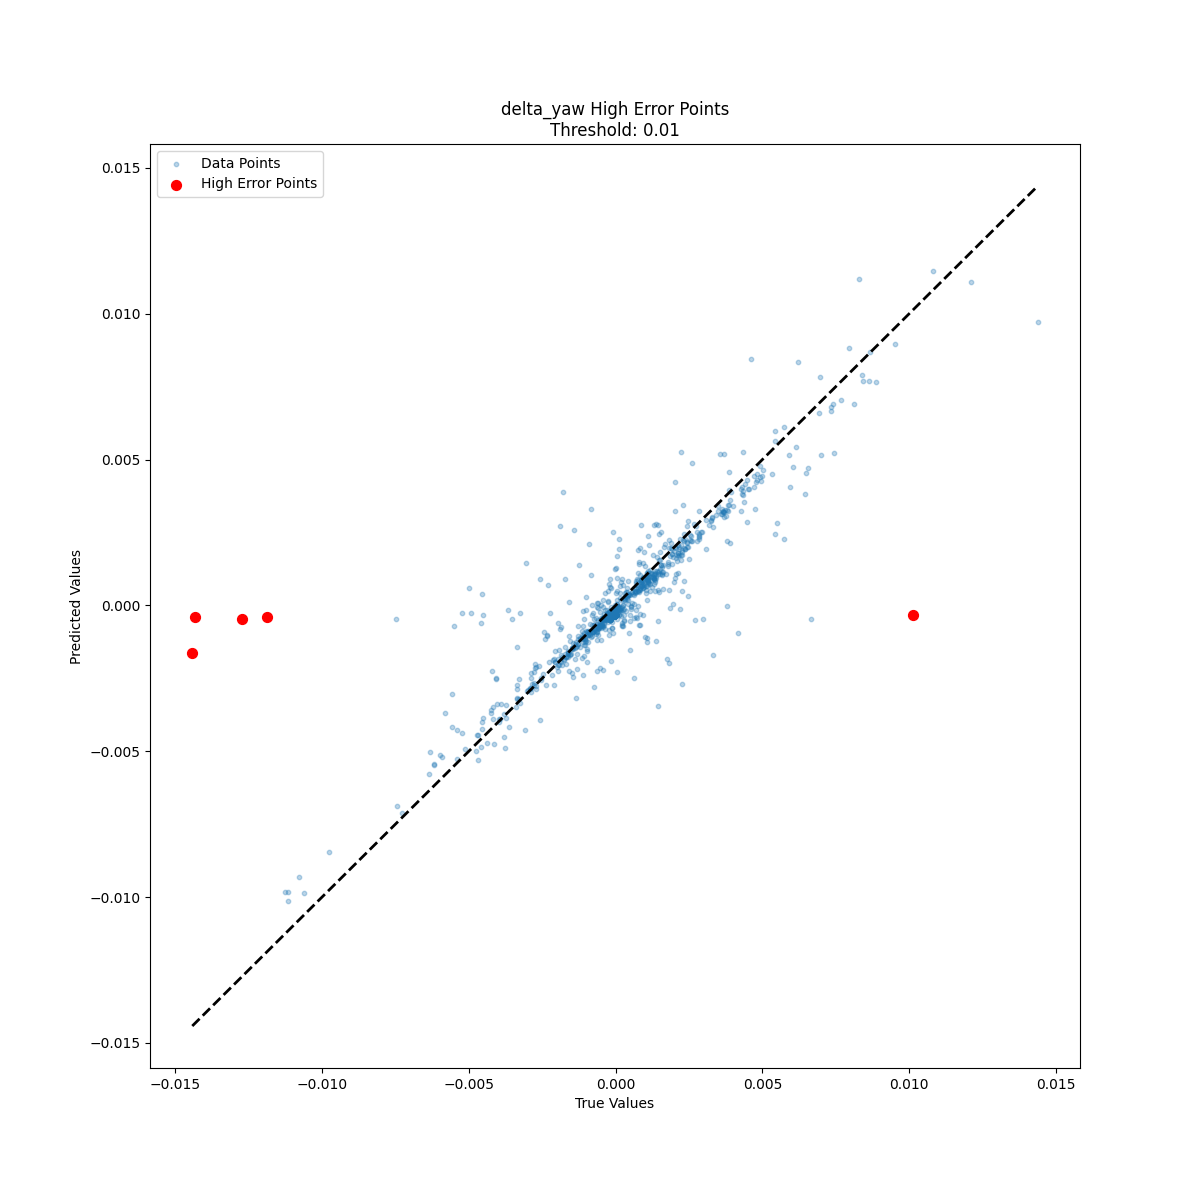 delta_yaw High Error Points
Threshold: 0.01
Data Points
High Error Points
0.015
0.010
0.005
0.000
−0.005
−0.010
−0.015
Predicted Values
−0.015
−0.010
−0.005
0.000
0.005
0.010
0.015
True Values